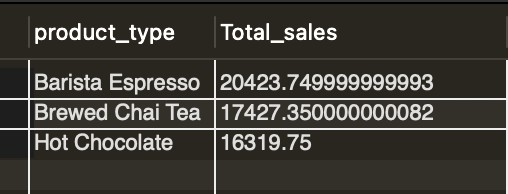 product_type Total_sales
Barista Espresso 20423.749999999993
Brewed Chai Tea 17427.350000000082
Hot Chocolate 16319.75